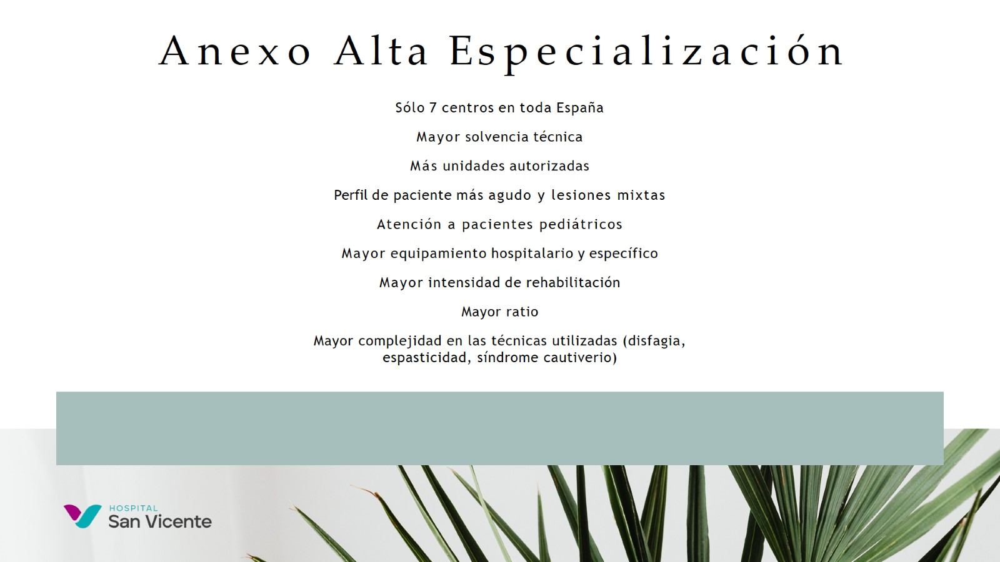 Anexo Alta Especialización
Sólo 7 centros en toda España
Mayor solvencia técnica
Más unidades autorizadas
Perfil de paciente más agudo y lesiones mixtas
Atención a pacientes pediátricos
Mayor equipamiento hospitalario y específico
Mayor intensidad de rehabilitación
Mayor ratio
Mayor complejidad en las técnicas utilizadas (disfagia,
espasticidad, síndrome cautiverio)
HOSPITAL
San Vicente